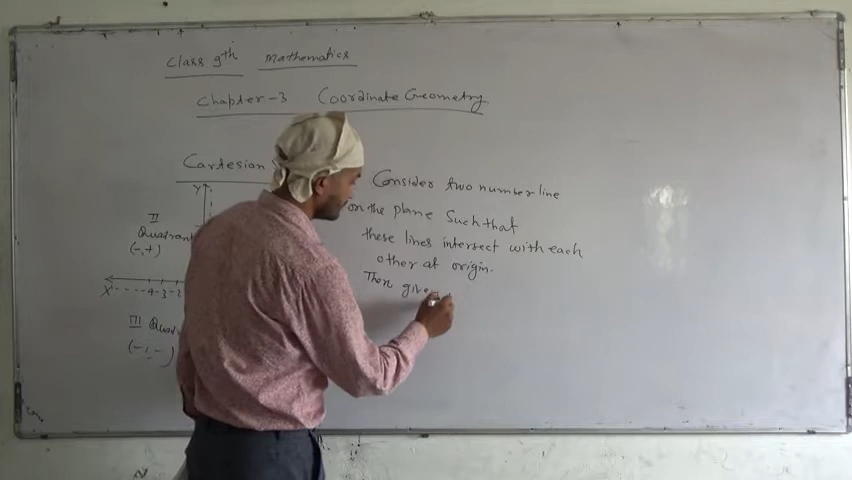 Class 9th Mathematics
Chapter-3 Coordinate Geometry
Cartesion
Y
II
Quadrant
(-,+)
X' -4 -3 -2
III Quad
(-,-)
Consider two number line
on the plane Such that
these lines intersect with each
other at origin.
Then give